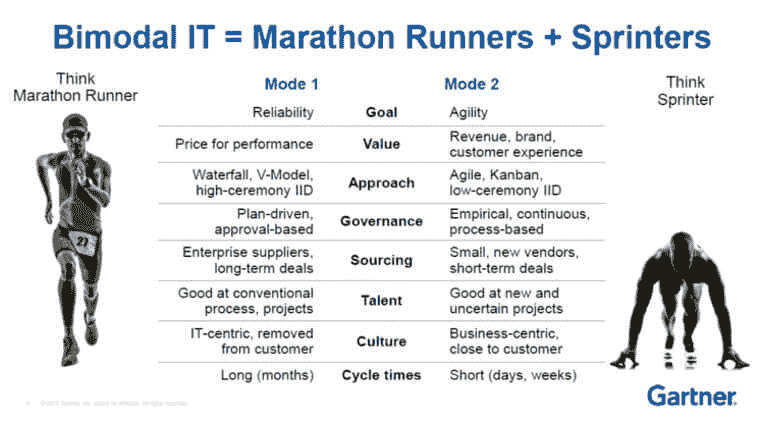 Bimodal IT = Marathon Runners + Sprinters
Think
Marathon Runner
Mode 1
Mode 2
Think
Sprinter
Reliability
Goal
Agility
Price for performance
Value
Revenue, brand,
customer experience
Waterfall, V-Model,
high-ceremony IID
Approach
Agile, Kanban,
low-ceremony IID
Plan-driven,
approval-based
Governance
Empirical, continuous,
process-based
Enterprise suppliers,
long-term deals
Sourcing
Small, new vendors,
short-term deals
Good at conventional
process, projects
Talent
Good at new and
uncertain projects
IT-centric, removed
from customer
Culture
Business-centric,
close to customer
Long (months)
Cycle times
Short (days, weeks)
27
Gartner